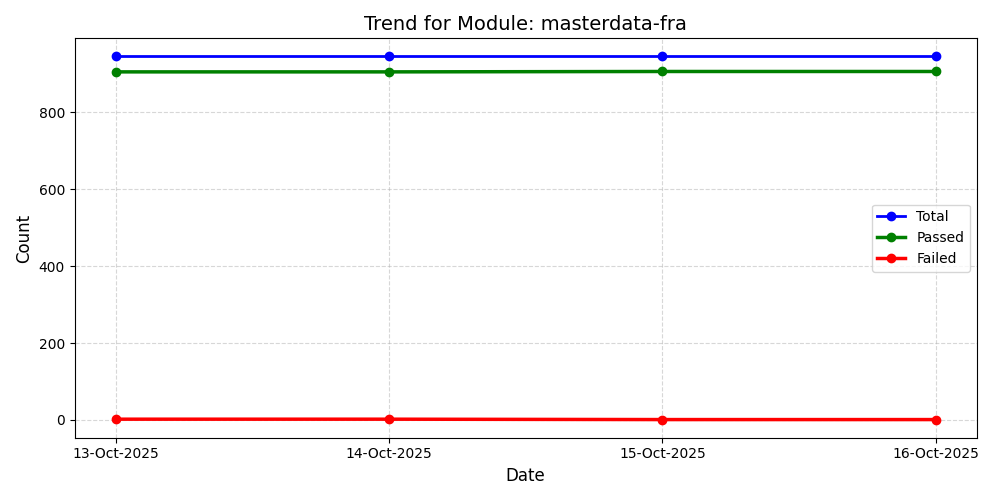 Trend for Module: masterdata-fra
800
600
400
200
0
Count
Total
Passed
Failed
13-Oct-2025
14-Oct-2025
15-Oct-2025
16-Oct-2025
Date